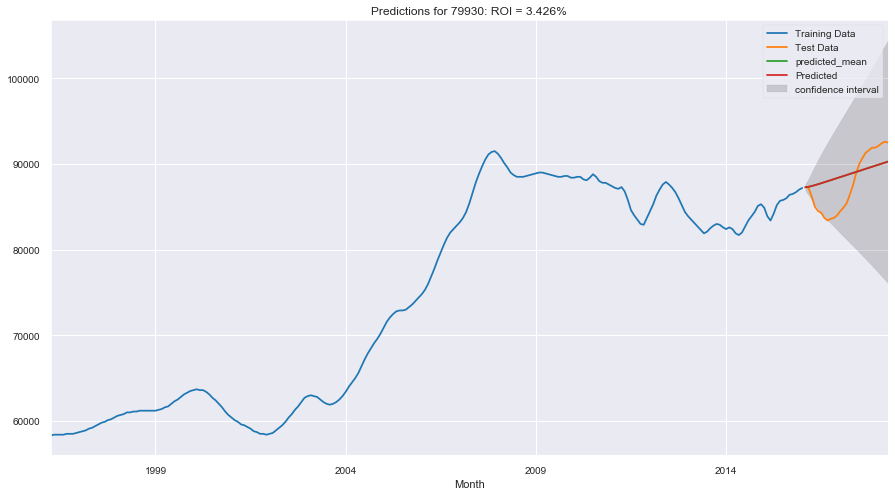 Predictions for 79930: ROI = 3.426%
Training Data
Test Data
predicted_mean
Predicted
confidence interval
100000
90000
80000
70000
60000
1999
2004
2009
2014
Month